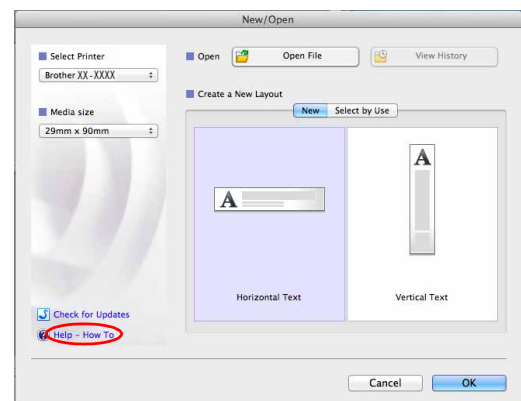 New/Open
Select Printer
Brother XX-XXXX
Media size
29mm x 90mm
Check for Updates
Help - How To
Open
Open File
View History
Create a New Layout
New
Select by Use
A
A
Horizontal Text
Vertical Text
Cancel
OK